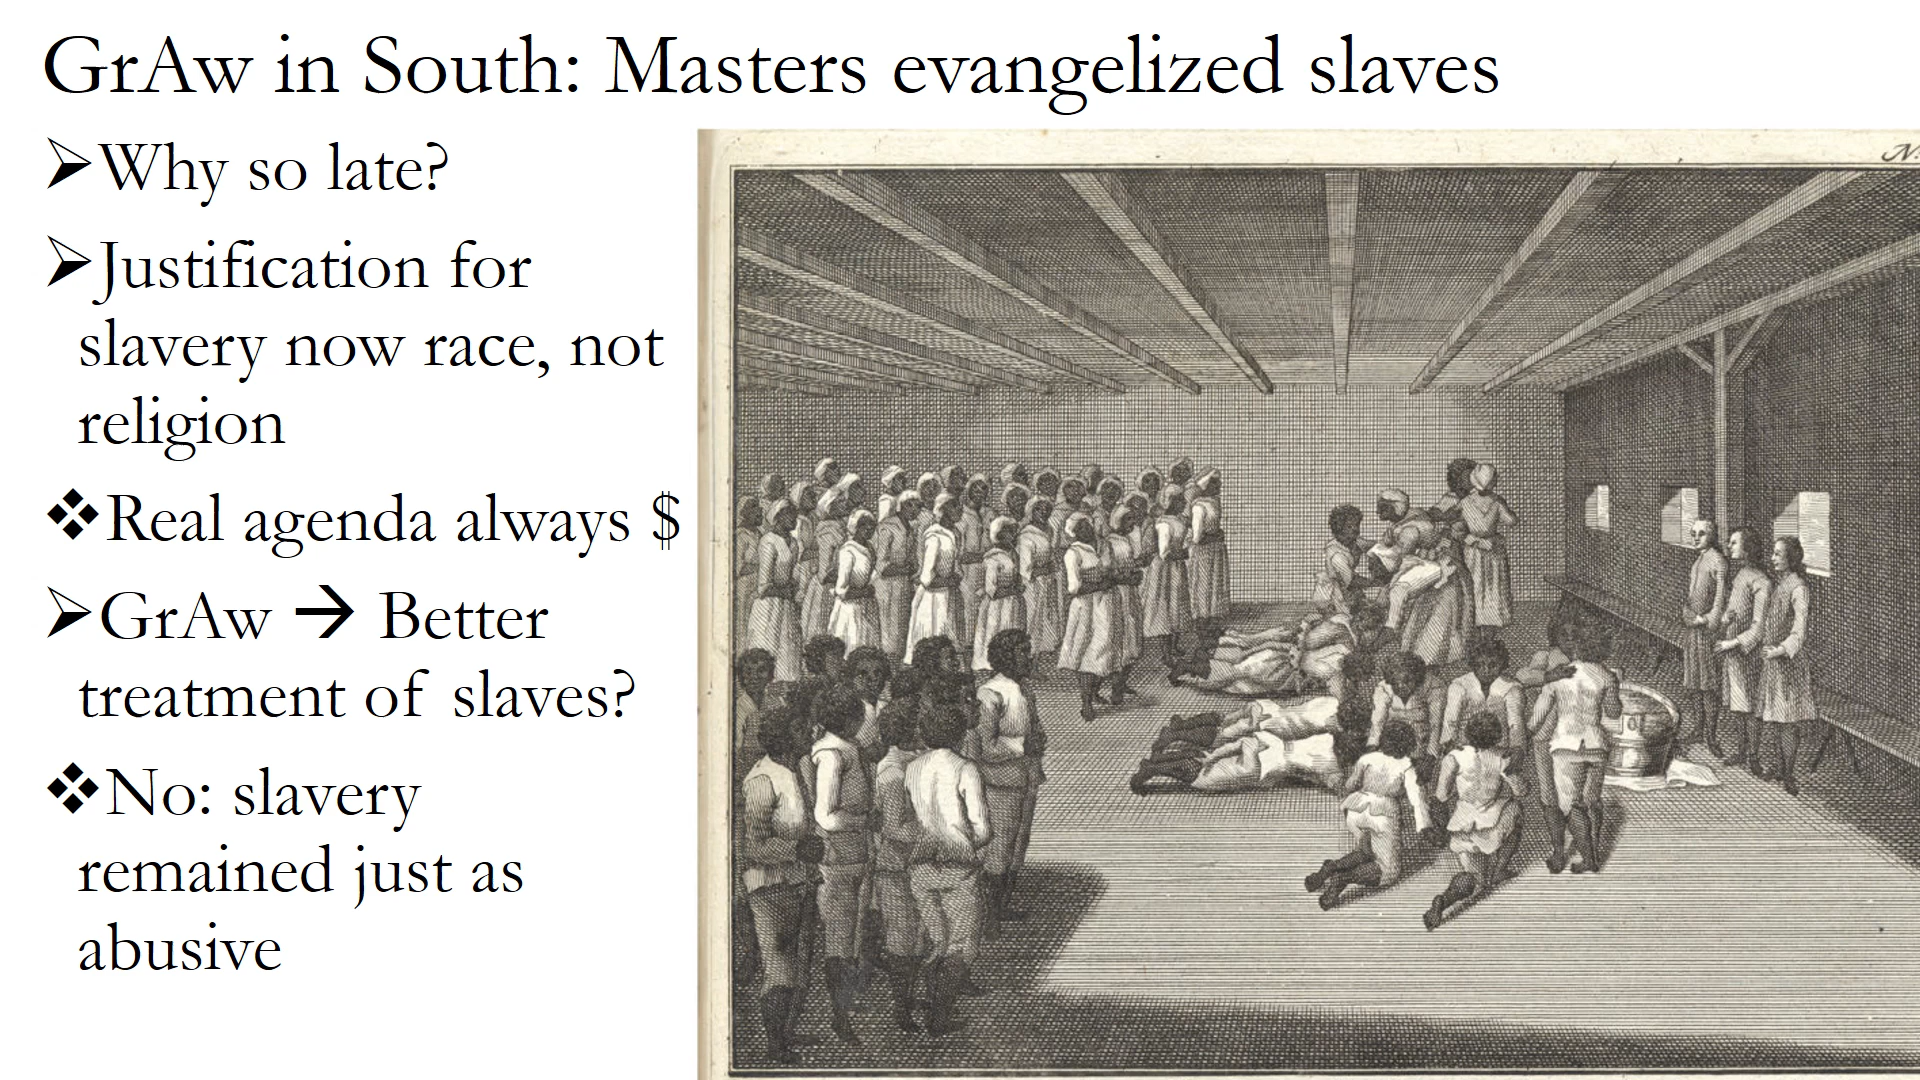 GrAw in South: Masters evangelized slaves
➢Why so late?
➢Justification for
slavery now race, not
religion
❖Real agenda always $
➢GrAw → Better
treatment of slaves?
❖No: slavery
remained just as
abusive